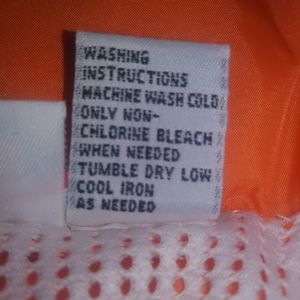 WASHING
INSTRUCTIONS
MACHINE WASH COLD
ONLY NON-
CHLORINE BLEACH
WHEN NEEDED
TUMBLE DRY LOW
COOL IRON
AS NEEDED